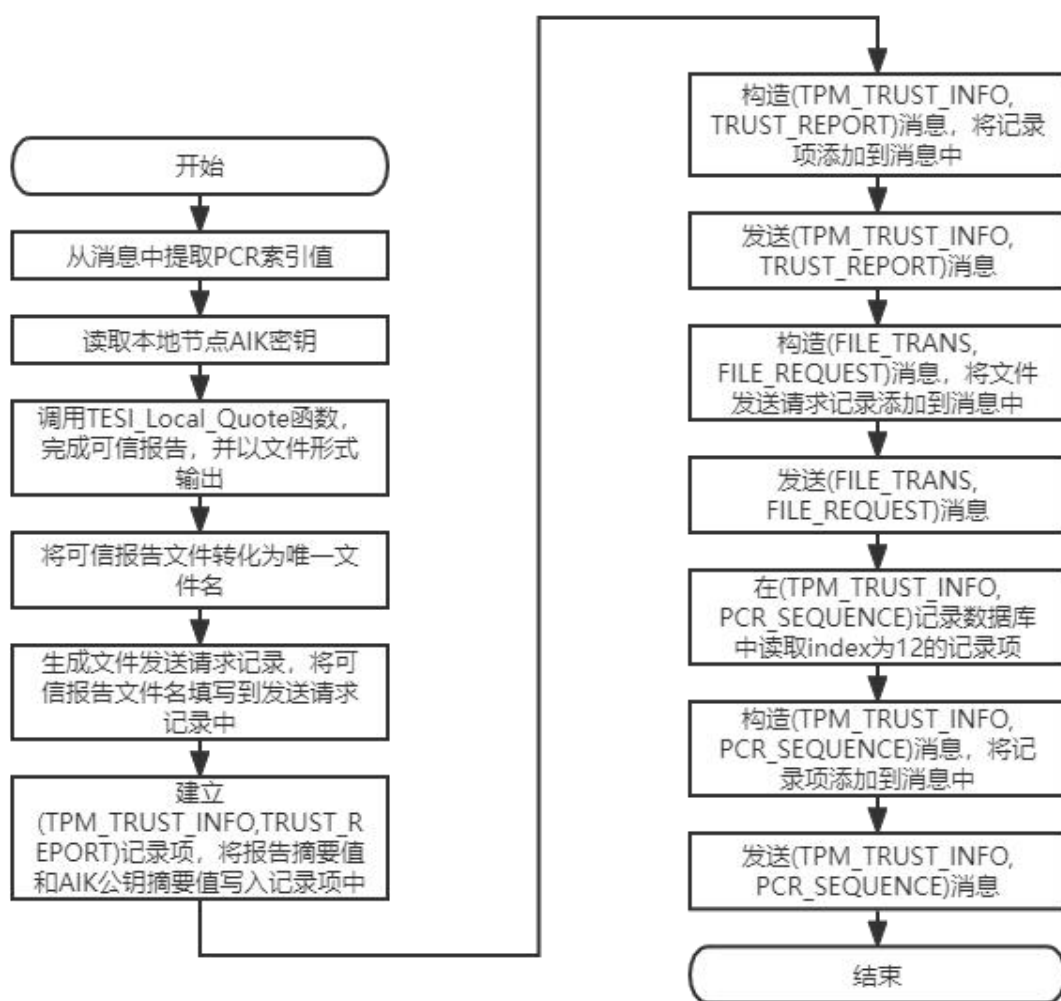 开始
从消息中提取PCR索引值
读取本地节点AIK密钥
调用TESI_Local_Quote函数，
完成可信报告，并以文件形式
输出
将可信报告文件转化为唯一文
件名
生成文件发送请求记录，将可
信报告文件名填写到发送请求
记录中
建立
(TPM_TRUST_INFO,TRUST_R
EPORT)记录项，将报告摘要值
和AIK公钥摘要值写入记录项中
构造(TPM_TRUST_INFO,
TRUST_REPORT)消息，将记录
项添加到消息中
发送(TPM_TRUST_INFO,
TRUST_REPORT)消息
构造(FILE_TRANS,
FILE_REQUEST)消息，将文件
发送请求记录添加到消息中
发送(FILE_TRANS,
FILE_REQUEST)消息
在(TPM_TRUST_INFO,
PCR_SEQUENCE)记录数据库
中读取index为12的记录项
构造(TPM_TRUST_INFO,
PCR_SEQUENCE)消息，将记
录项添加到消息中
发送(TPM_TRUST_INFO,
PCR_SEQUENCE)消息
结束